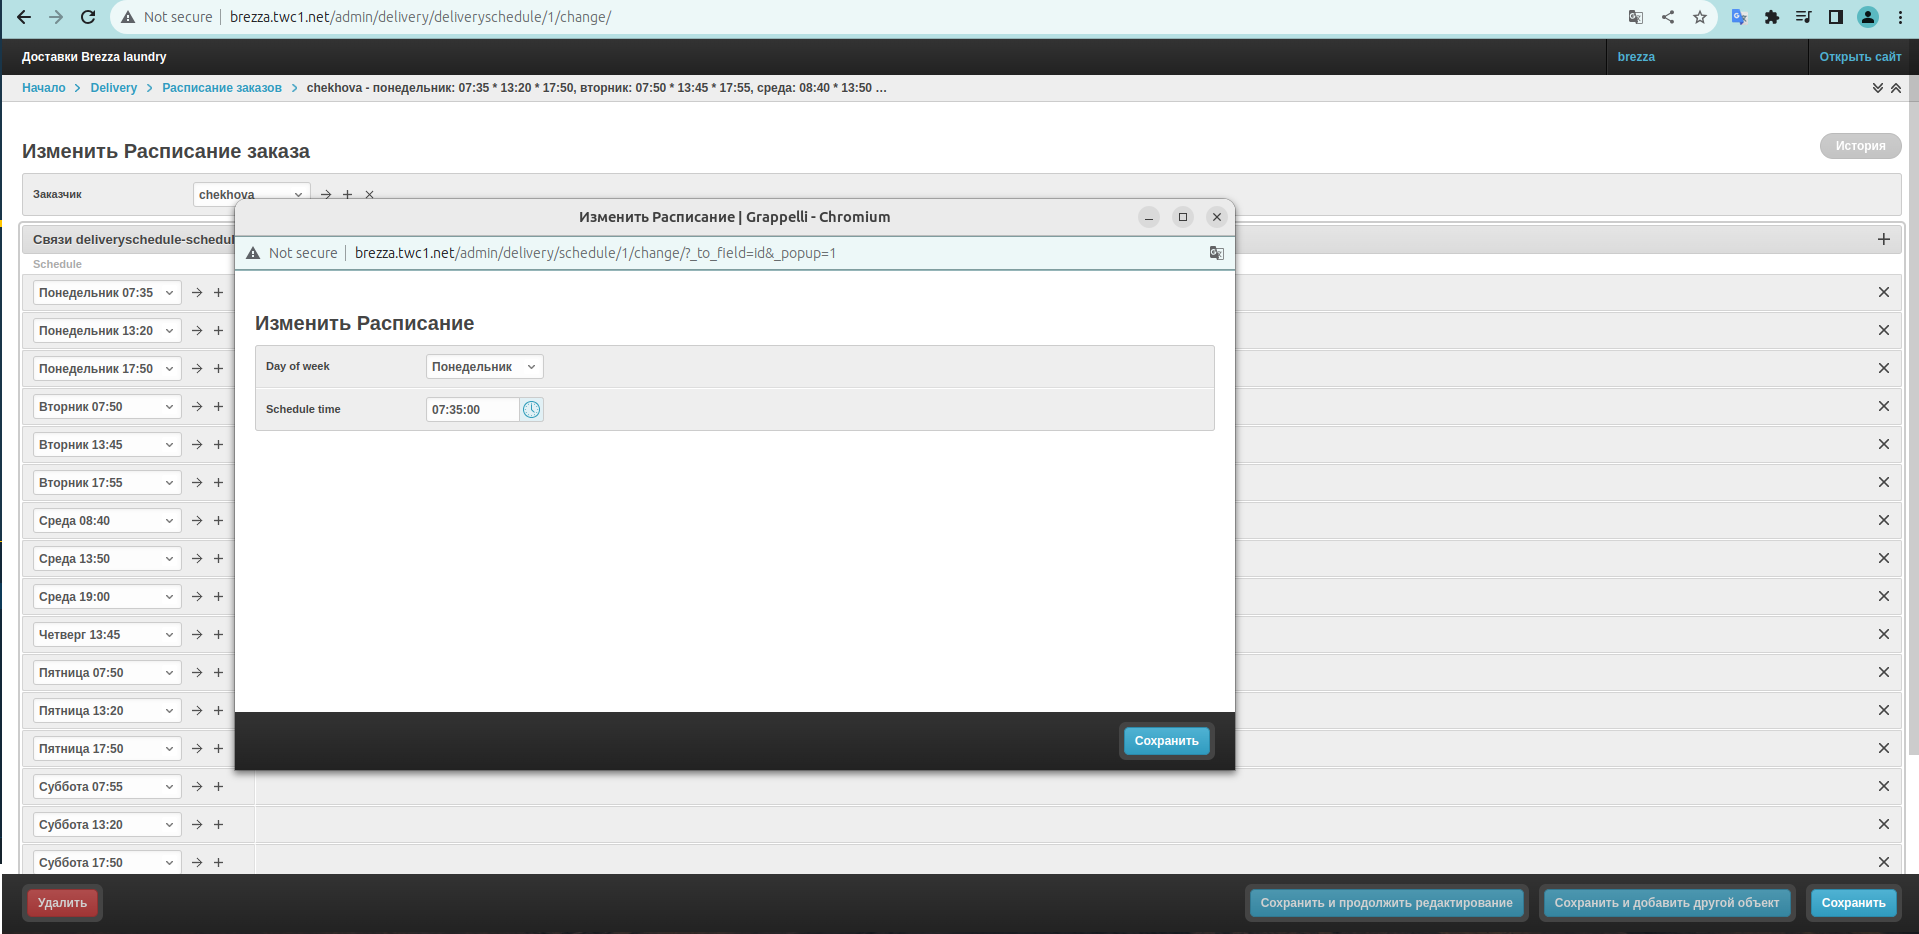 Not secure brezza.twc1.net/admin/delivery/deliveryschedule/1/change/
Доставки Brezza laundry
brezza
Открыть сайт
Начало > Delivery > Расписание заказов > chekhova - понедельник: 07:35 * 13:20 * 17:50, вторник: 07:50 * 13:45 * 17:55, среда: 08:40 * 13:50 ...
Изменить Расписание заказа
История
Заказчик
chekhova
Связи deliveryschedule-schedul
Schedule
Понедельник 07:35
Понедельник 13:20
Понедельник 17:50
Вторник 07:50
Вторник 13:45
Вторник 17:55
Среда 08:40
Среда 13:50
Среда 19:00
Четверг 13:45
Пятница 07:50
Пятница 13:20
Пятница 17:50
Суббота 07:55
Суббота 13:20
Суббота 17:50
Изменить Расписание | Grappelli - Chromium
Not secure brezza.twc1.net/admin/delivery/schedule/1/change/?_to_field=id&_popup=1
Изменить Расписание
Day of week
Понедельник
Schedule time
07:35:00
Сохранить
Удалить
Сохранить и продолжить редактирование
Сохранить и добавить другой объект
Сохранить